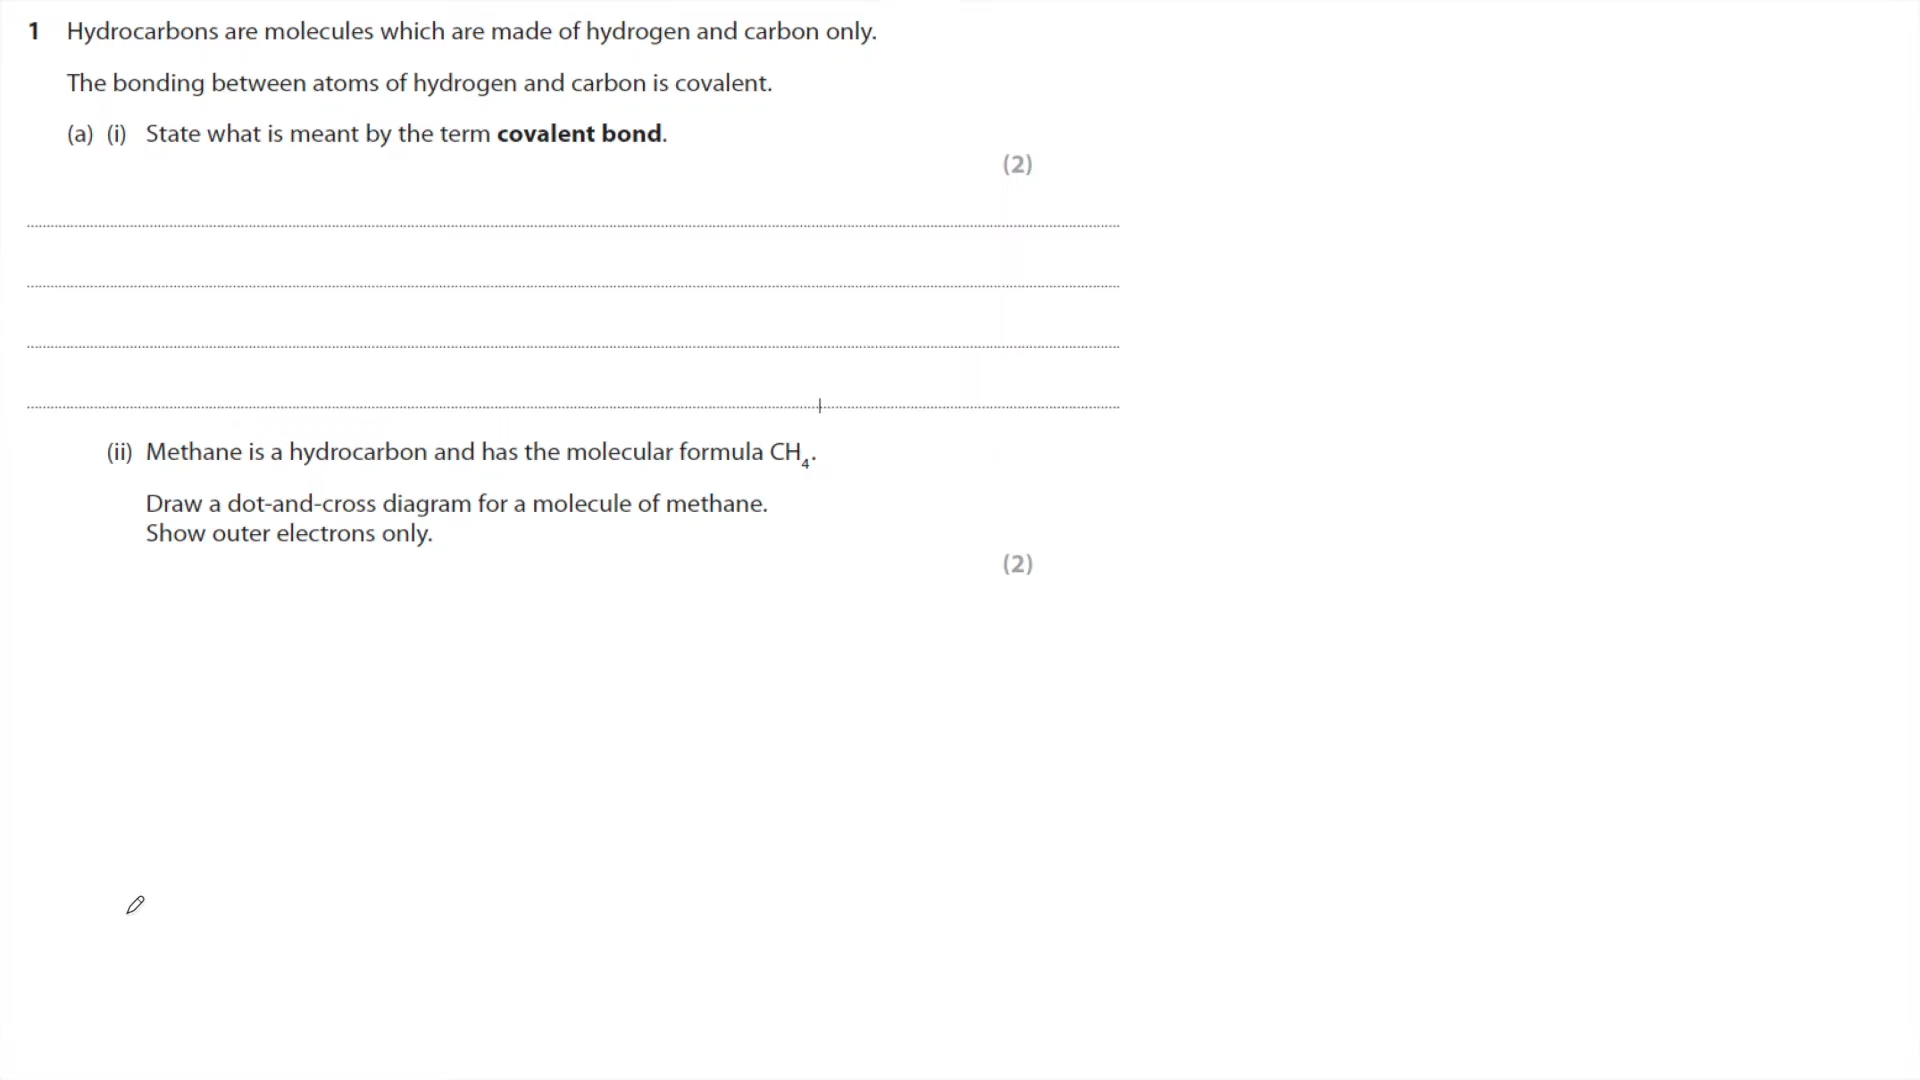 1 Hydrocarbons are molecules which are made of hydrogen and carbon only.
The bonding between atoms of hydrogen and carbon is covalent.
(a) (i) State what is meant by the term covalent bond.
(2)
(ii) Methane is a hydrocarbon and has the molecular formula CH₄.
Draw a dot-and-cross diagram for a molecule of methane.
Show outer electrons only.
(2)